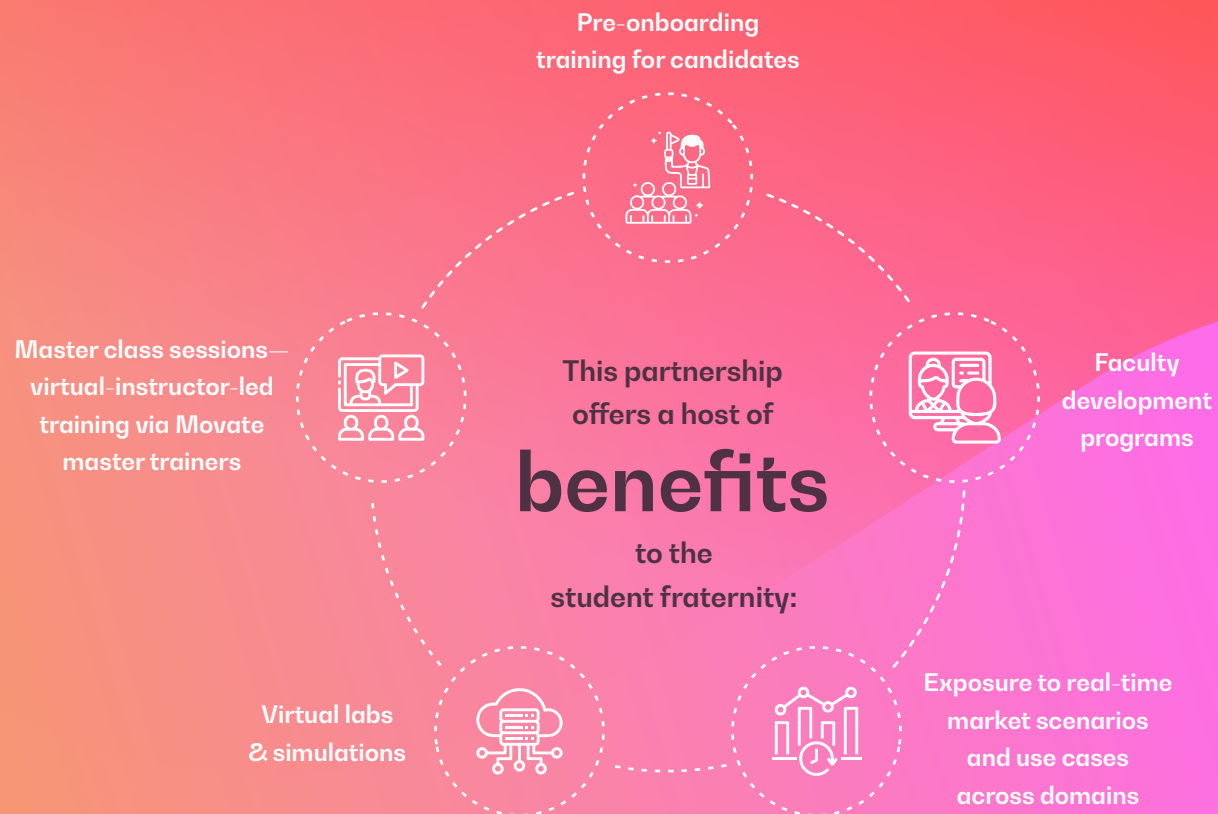 Pre-onboarding
training for candidates
Master class sessions—
virtual-instructor-led
training via Movate
master trainers
This partnership
offers a host of
benefits
to the
student fraternity:
Faculty
development
programs
Virtual labs
& simulations
Exposure to real-time
market scenarios
and use cases
across domains